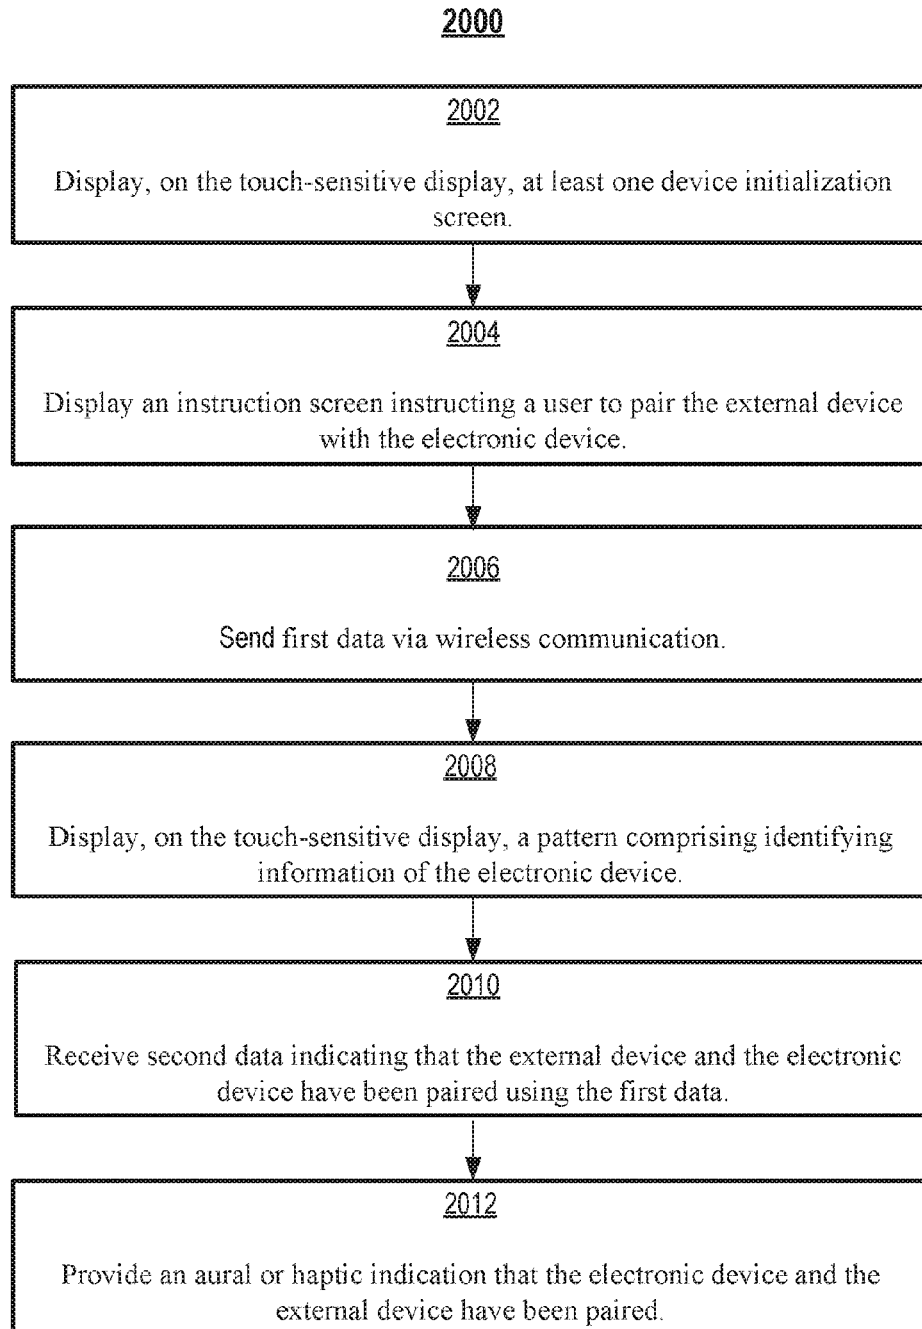 2000
2002
Display, on the touch-sensitive display, at least one device initialization
screen.
2004
Display an instruction screen instructing a user to pair the external device
with the electronic device.
2006
Send first data via wireless communication.
2008
Display, on the touch-sensitive display, a pattern comprising identifying
information of the electronic device.
2010
Receive second data indicating that the external device and the electronic
device have been paired using the first data.
2012
Provide an aural or haptic indication that the electronic device and the
external device have been paired.